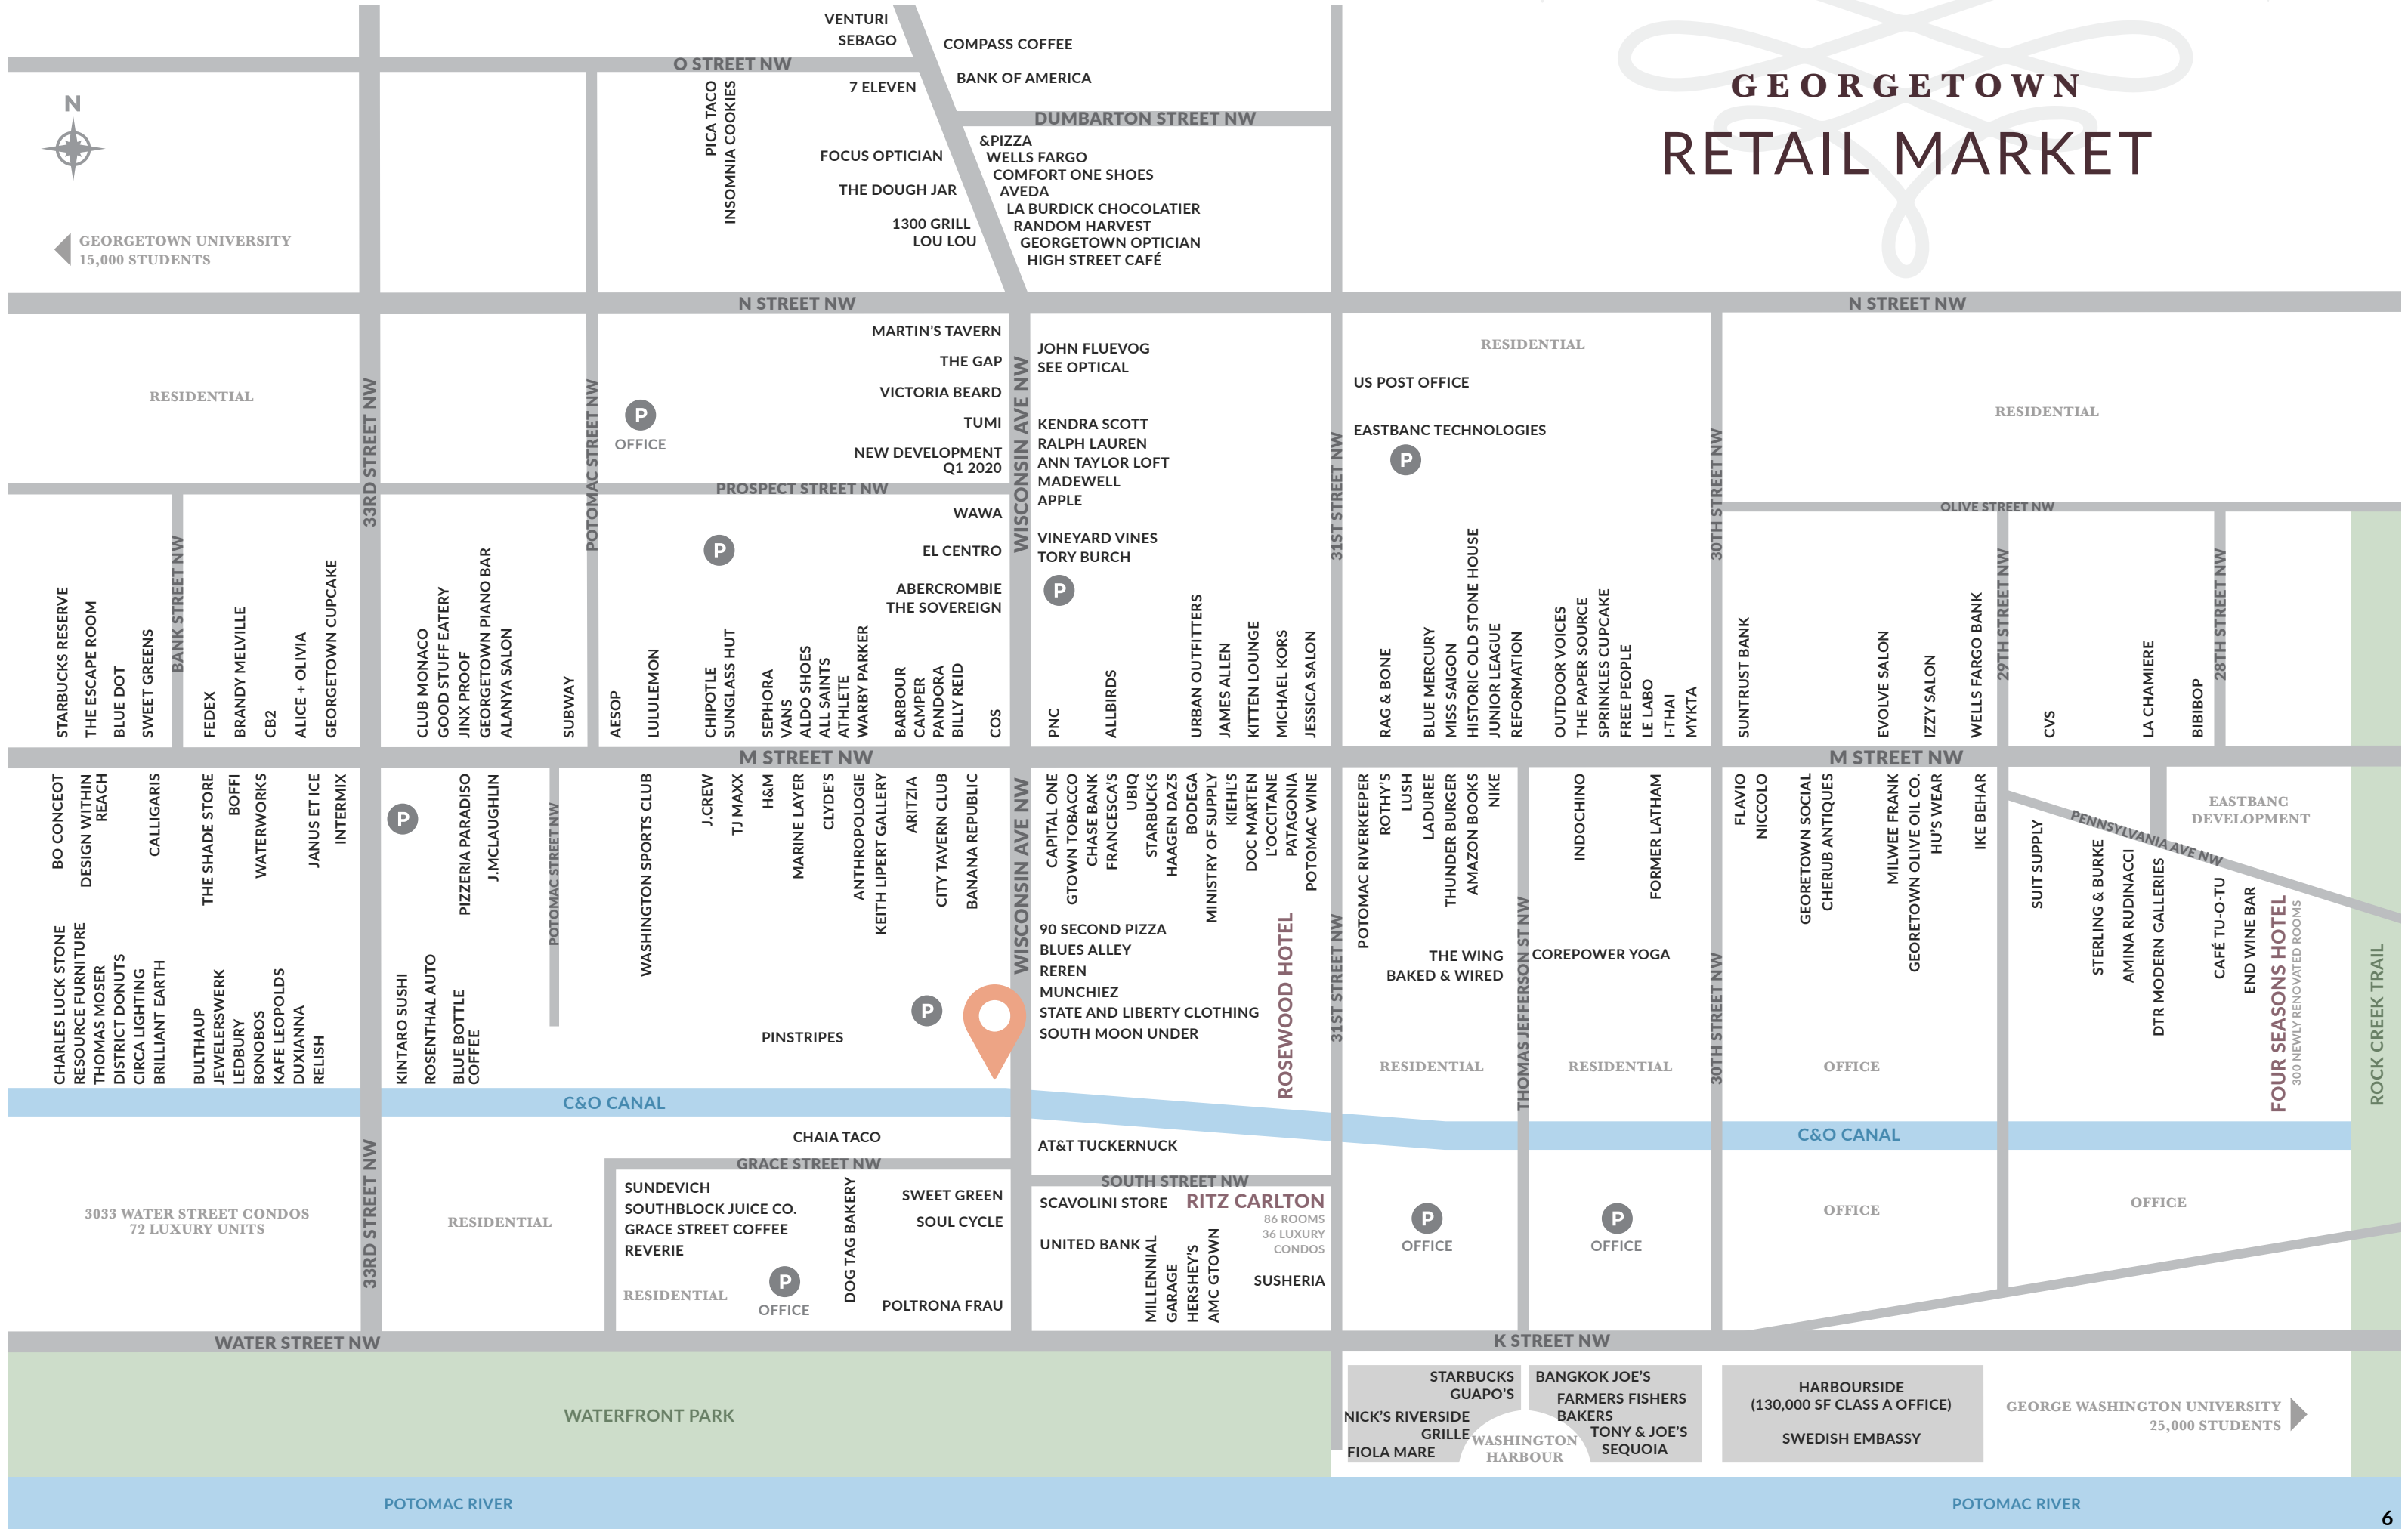 GEORGETOWN
RETAIL MARKET
VENTURI
SEBAGO
COMPASS COFFEE
O STREET NW
BANK OF AMERICA
7 ELEVEN
PICA TACO
INSOMNIA COOKIES
N
DUMBARTON STREET NW
&PIZZA
FOCUS OPTICIAN
WELLS FARGO
COMFORT ONE SHOES
THE DOUGH JAR
AVEDA
LA BURDICK CHOCOLATIER
1300 GRILL
RANDOM HARVEST
LOU LOU
GEORGETOWN OPTICIAN
HIGH STREET CAFÉ
GEORGETOWN UNIVERSITY
15,000 STUDENTS
N STREET NW
N STREET NW
RESIDENTIAL
33RD STREET NW
POTOMAC STREET NW
P
OFFICE
MARTIN'S TAVERN
THE GAP
VICTORIA BEARD
TUMI
NEW DEVELOPMENT
Q1 2020
WISCONSIN AVE NW
JOHN FLUEVOG
SEE OPTICAL
KENDRA SCOTT
RALPH LAUREN
ANN TAYLOR LOFT
MADEWELL
APPLE
VINEYARD VINES
TORY BURCH
P
31ST STREET NW
RESIDENTIAL
US POST OFFICE
EASTBANC TECHNOLOGIES
P
30TH STREET NW
RESIDENTIAL
PROSPECT STREET NW
OLIVE STREET NW
WAWA
P
EL CENTRO
ABERCROMBIE
THE SOVEREIGN
STARBUCKS RESERVE
THE ESCAPE ROOM
BLUE DOT
SWEET GREENS
BANK STREET NW
FEDEX
BRANDY MELVILLE
CB2
ALICE + OLIVIA
GEORGETOWN CUPCAKE
CLUB MONACO
GOOD STUFF EATERY
JINX PROOF
GEORGETOWN PIANO BAR
ALANYA SALON
SUBWAY
AESOP
LULULEMON
CHIPOTLE
SUNGLASS HUT
SEPHORA
VANS
ALDO SHOES
ALL SAINTS
ATHLETE
WARBY PARKER
BARBOUR
CAMPER
PANDORA
BILLY REID
COS
PNC
ALLBIRDS
URBAN OUTFITTERS
JAMES ALLEN
KITTEN LOUNGE
MICHAEL KORS
JESSICA SALON
RAG & BONE
BLUE MERCURY
MISS SAIGON
HISTORIC OLD STONE HOUSE
JUNIOR LEAGUE
REFORMATION
OUTDOOR VOICES
THE PAPER SOURCE
SPRINKLES CUPCAKE
FREE PEOPLE
LE LABO
I-THAI
MYKTA
SUNTRUST BANK
EVOLVE SALON
IZZY SALON
WELLS FARGO BANK
29TH STREET NW
CVS
LA CHAMIERE
BIBIBOP
28TH STREET NW
M STREET NW
M STREET NW
BO CONCEOT
DESIGN WITHIN
REACH
CALLIGARIS
THE SHADE STORE
BOFFI
WATERWORKS
JANUS ET ICE
INTERMIX
P
PIZZERIA PARADISO
J.MCLAUGHLIN
POTOMAC STREET NW
WASHINGTON SPORTS CLUB
J.CREW
TJ MAXX
H&M
MARINE LAYER
CLYDE'S
ANTHROPOLOGIE
KEITH LIPERT GALLERY
ARITZIA
CITY TAVERN CLUB
BANANA REPUBLIC
WISCONSIN AVE NW
CAPITAL ONE
GTOWN TOBACCO
CHASE BANK
FRANCESCA'S
UBIQ
STARBUCKS
HAAGEN DAZS
BODEGA
MINISTRY OF SUPPLY
KIEHL'S
DOC MARTEN
L'OCCITANE
PATAGONIA
POTOMAC WINE
POTOMAC RIVERKEEPER
ROTHY'S
LUSH
LADUREE
THUNDER BURGER
AMAZON BOOKS
NIKE
INDOCHINO
FORMER LATHAM
FLAVIO
NICCOLO
GEORETOWN SOCIAL
CHERUB ANTIQUES
MILWEE FRANK
GEORETOWN OLIVE OIL CO.
HU'S WEAR
IKE BEHAR
EASTBANC
DEVELOPMENT
PENNSYLVANIA AVE NW
SUIT SUPPLY
STERLING & BURKE
AMINA RUDINACCI
DTR MODERN GALLERIES
CAFÉ TU-O-TU
END WINE BAR
FOUR SEASONS HOTEL
300 NEWLY RENOVATED ROOMS
ROCK CREEK TRAIL
CHARLES LUCK STONE
RESOURCE FURNITURE
THOMAS MOSER
DISTRICT DONUTS
CIRCA LIGHTING
BRILLIANT EARTH
BULTHAUP
JEWELERSWERK
LEDBURY
BONOBOS
KAFE LEOPOLDS
DUXIANNA
RELISH
KINTARO SUSHI
ROSENTHAL AUTO
BLUE BOTTLE
COFFEE
PINSTRIPES
P
90 SECOND PIZZA
BLUES ALLEY
REREN
MUNCHIEZ
STATE AND LIBERTY CLOTHING
SOUTH MOON UNDER
ROSEWOOD HOTEL
31ST STREET NW
THE WING
BAKED & WIRED
RESIDENTIAL
THOMAS JEFFERSON ST NW
COREPOWER YOGA
RESIDENTIAL
30TH STREET NW
OFFICE
C&O CANAL
C&O CANAL
CHAIA TACO
AT&T TUCKERNUCK
GRACE STREET NW
SOUTH STREET NW
3033 WATER STREET CONDOS
72 LUXURY UNITS
33RD STREET NW
RESIDENTIAL
SUNDEVICH
SOUTHBLOCK JUICE CO.
GRACE STREET COFFEE
REVERIE
RESIDENTIAL
P
OFFICE
DOG TAG BAKERY
SWEET GREEN
SOUL CYCLE
POLTRONA FRAU
SCAVOLINI STORE
RITZ CARLTON
86 ROOMS
36 LUXURY
CONDOS
UNITED BANK
MILLENNIAL
GARAGE
HERSHEY'S
AMC GTOWN
SUSHERIA
P
OFFICE
P
OFFICE
OFFICE
OFFICE
WATER STREET NW
K STREET NW
WATERFRONT PARK
STARBUCKS
GUAPO'S
NICK'S RIVERSIDE
GRILLE
FIOLA MARE
WASHINGTON
HARBOUR
BANGKOK JOE'S
FARMERS FISHERS
BAKERS
TONY & JOE'S
SEQUOIA
HARBOURSIDE
(130,000 SF CLASS A OFFICE)
SWEDISH EMBASSY
GEORGE WASHINGTON UNIVERSITY
25,000 STUDENTS
POTOMAC RIVER
POTOMAC RIVER
6